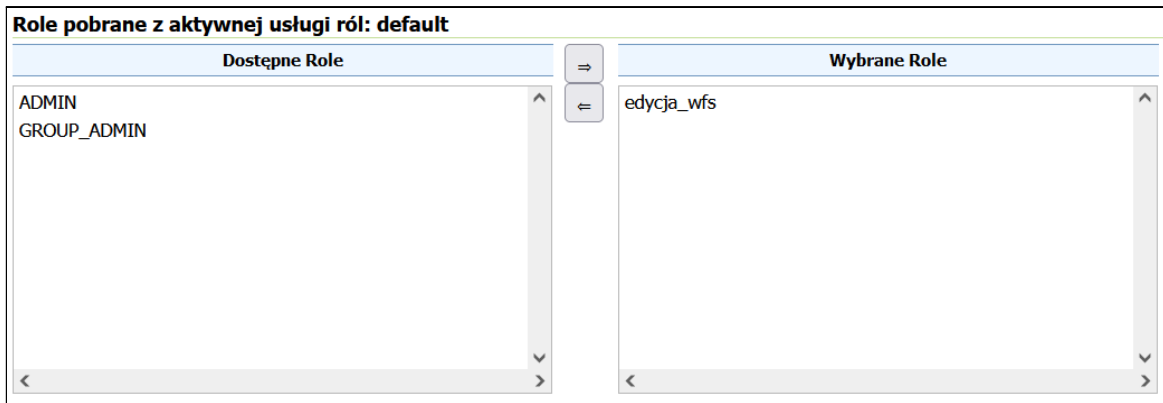 Role pobrane z aktywnej usługi ról: default
Dostępne Role
⇒
Wybrane Role
ADMIN
⇐
edycja_wfs
GROUP_ADMIN